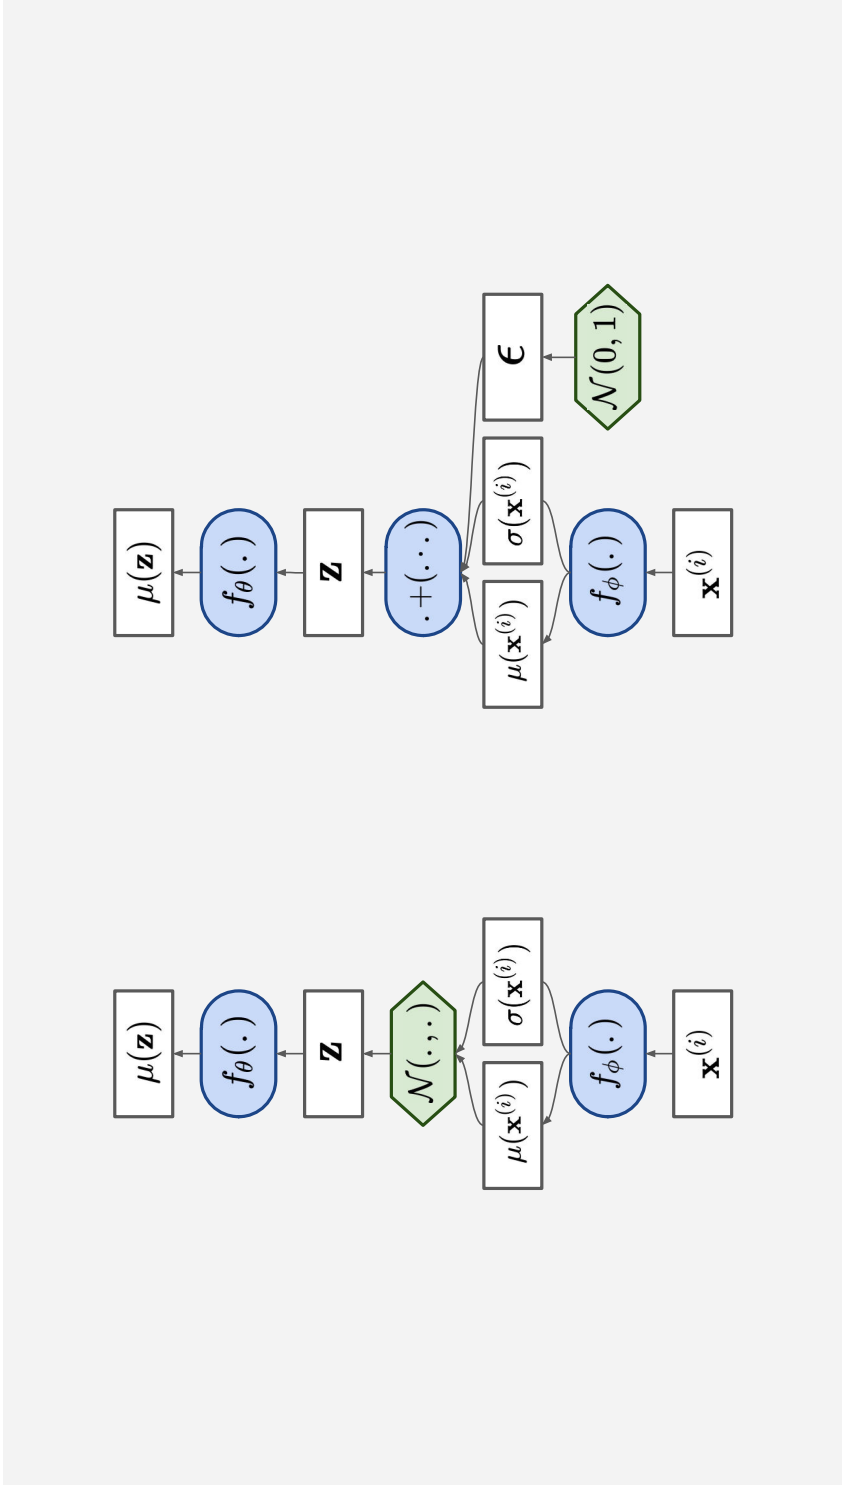 μ(z)
f_θ(.)
z
N(.,.)
μ(x^(i))
σ(x^(i))
f_ϕ(.)
x^(i)
μ(z)
f_θ(.)
z
. +(. · .)
μ(x^(i))
σ(x^(i))
ϵ
f_ϕ(.)
N(0, 1)
x^(i)